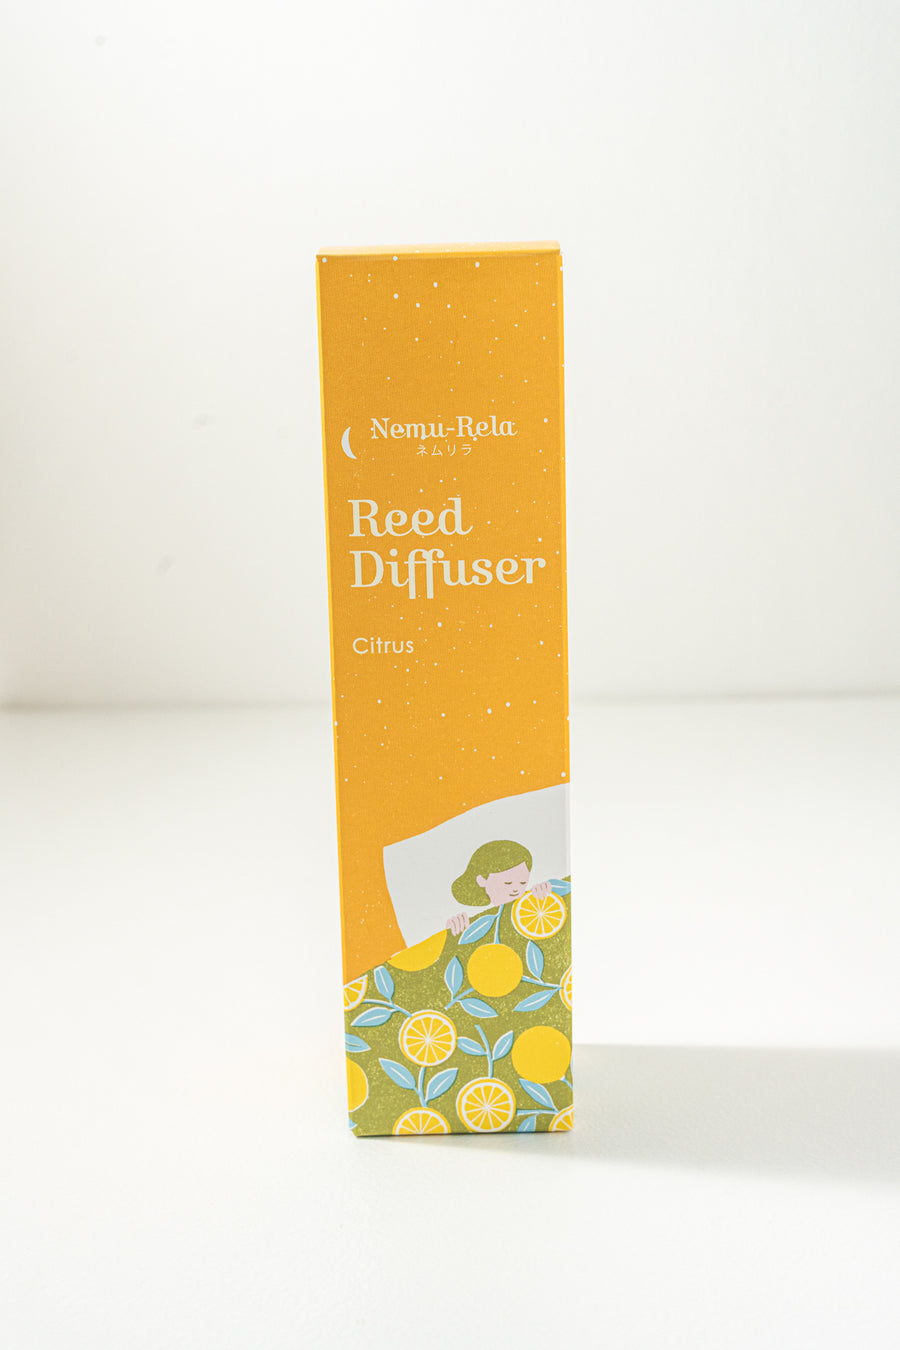 Nemu-Rela
ネムリラ
Reed
Diffuser
Citrus